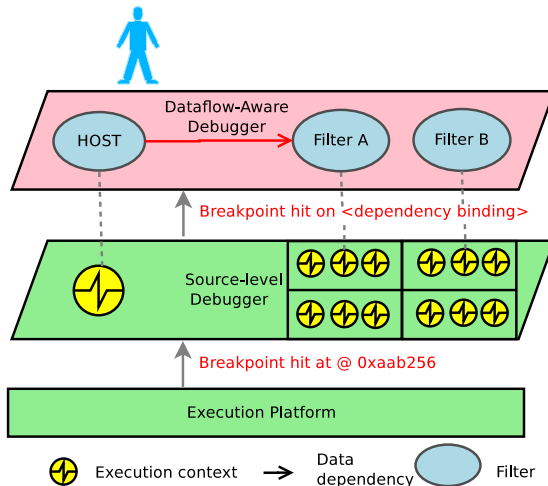 Dataflow-Aware
Debugger
HOST
Filter A
Filter B
Breakpoint hit on <dependency binding>
Source-level
Debugger
Breakpoint hit at @ 0xaab256
Execution Platform
Execution context
Data
dependency
Filter